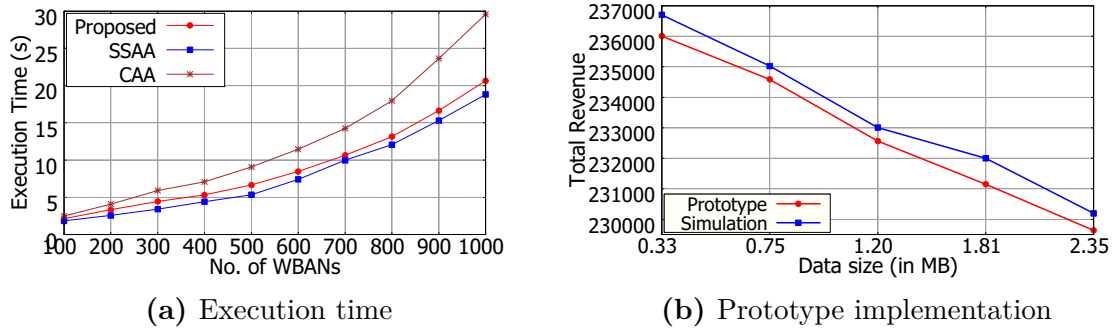 30
25
20
15
10
5
0
Execution Time (s)
Proposed
SSAA
CAA
100 200 300 400 500 600 700 800 900 1000
No. of WBANs
(a) Execution time
237000
236000
235000
234000
233000
232000
231000
230000
Total Revenue
Prototype
Simulation
0.33 0.75 1.20 1.81 2.35
Data size (in MB)
(b) Prototype implementation